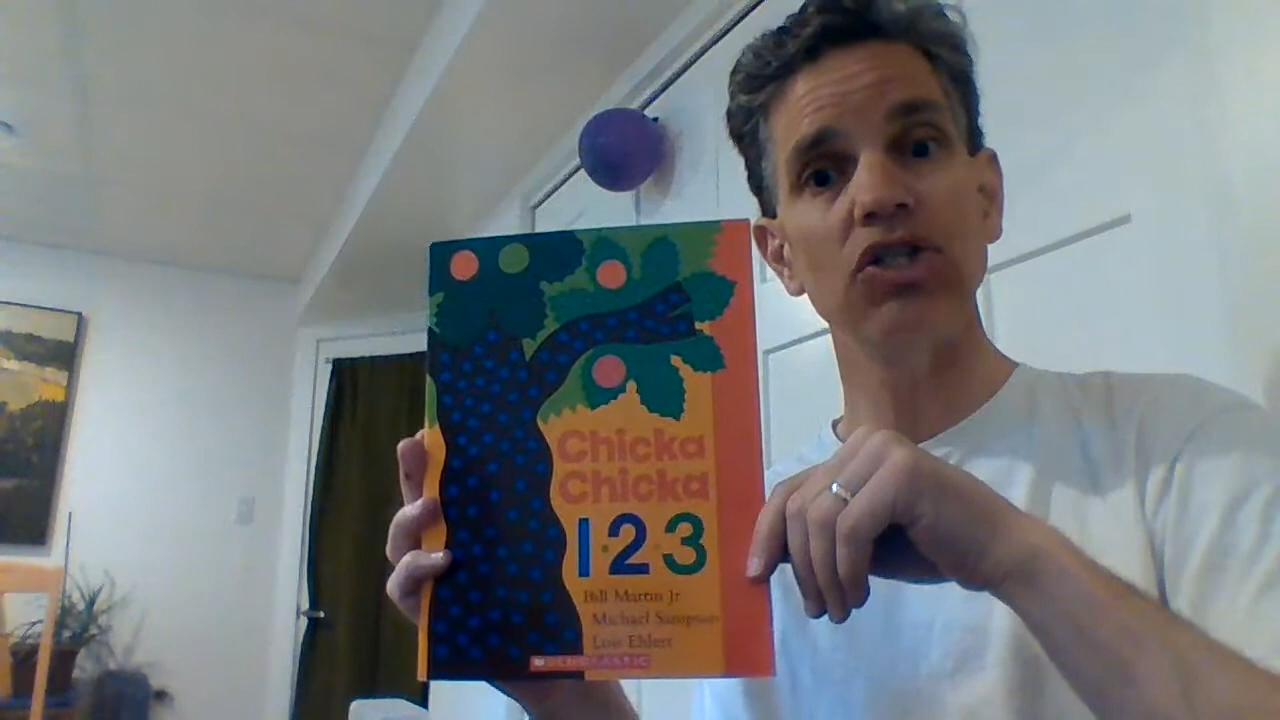 Chicka
Chicka
1·2·3
Bill Martin Jr
Michael Sampson
Lois Ehlert
SCHOLASTIC